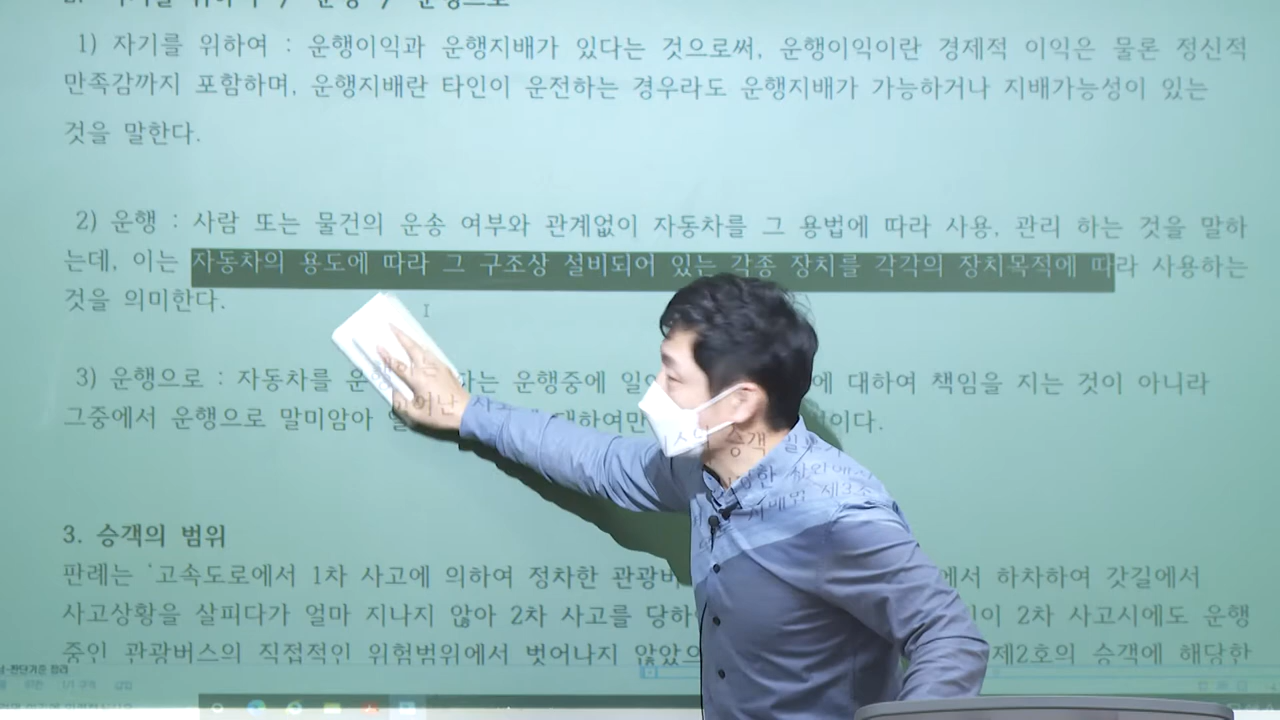 1) 자기를 위하여 : 운행이익과 운행지배가 있다는 것으로써, 운행이익이란 경제적 이익은 물론 정신적
만족감까지 포함하며, 운행지배란 타인이 운전하는 경우라도 운행지배가 가능하거나 지배가능성이 있는
것을 말한다.
2) 운행 : 사람 또는 물건의 운송 여부와 관계없이 자동차를 그 용법에 따라 사용, 관리 하는 것을 말하
는데, 이는 자동차의 용도에 따라 그 구조상 설비되어 있는 각종 장치를 각각의 장치목적에 따라 사용하는
것을 의미한다.
3) 운행으로 : 자동차를 하는 운행중에 에 대하여 책임을 지는 것이 아니라
그중에서 운행으로 말미암아 대하여만
3. 승객의 범위
판례는 '고속도로에서 1차 사고에 의하여 정차한 에서 하차하여 갓길에서
사고상황을 살피다가 얼마 지나지 않아 2차 사고를 2차 사고시에도 운행
중인 관광버스의 직접적인 위험범위에서 벗어나지 제2호의 승객에 해당한